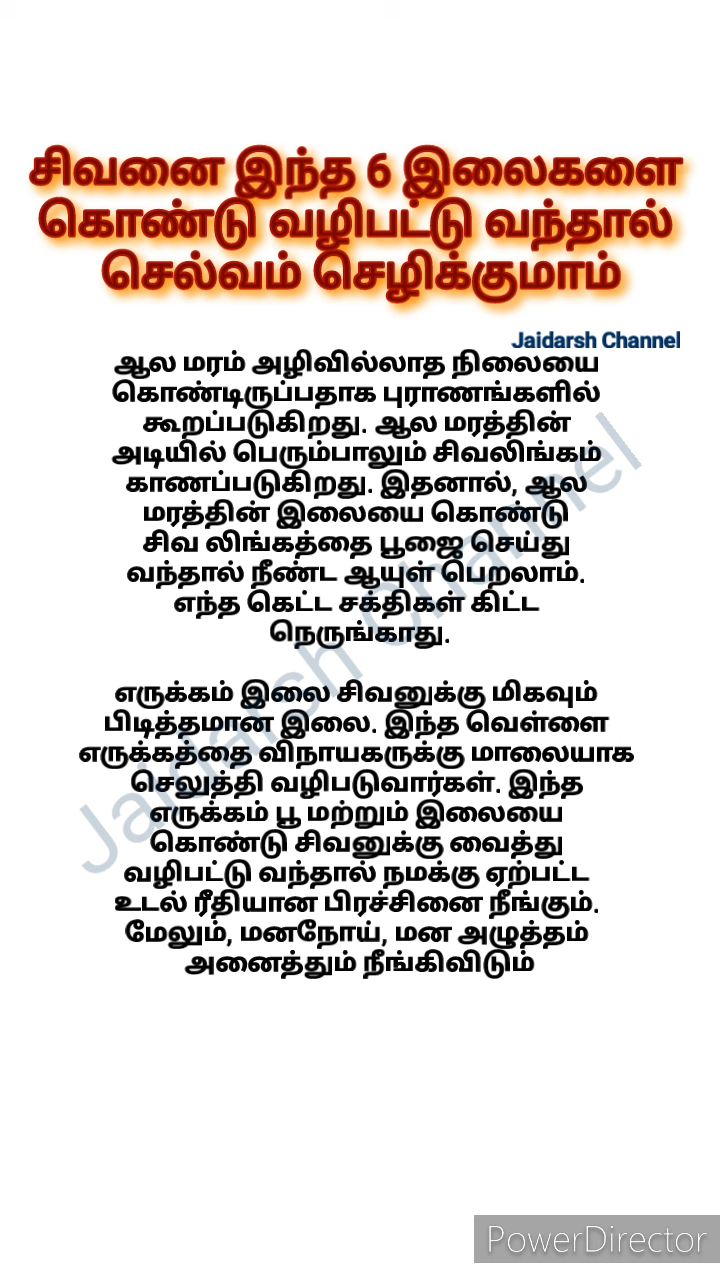 சிவனை இந்த 6 இலைகளை
கொண்டு வழிபட்டு வந்தால்
செல்வம் செழிக்குமாம்
Jaidarsh Channel
ஆல மரம் அழிவில்லாத நிலையை
கொண்டிருப்பதாக புராணங்களில்
கூறப்படுகிறது. ஆல மரத்தின்
அடியில் பெரும்பாலும் சிவலிங்கம்
காணப்படுகிறது. இதனால், ஆல
மரத்தின் இலையை கொண்டு
சிவ லிங்கத்தை பூஜை செய்து
வந்தால் நீண்ட ஆயுள் பெறலாம்.
எந்த கெட்ட சக்திகள் கிட்ட
நெருங்காது.
எருக்கம் இலை சிவனுக்கு மிகவும்
பிடித்தமான இலை. இந்த வெள்ளை
எருக்கத்தை விநாயகருக்கு மாலையாக
செலுத்தி வழிபடுவார்கள். இந்த
எருக்கம் பூ மற்றும் இலையை
கொண்டு சிவனுக்கு வைத்து
வழிபட்டு வந்தால் நமக்கு ஏற்பட்ட
உடல் ரீதியான பிரச்சினை நீங்கும்.
மேலும், மனநோய், மன அழுத்தம்
அனைத்தும் நீங்கிவிடும்
Jaidarsh Channel
PowerDirector